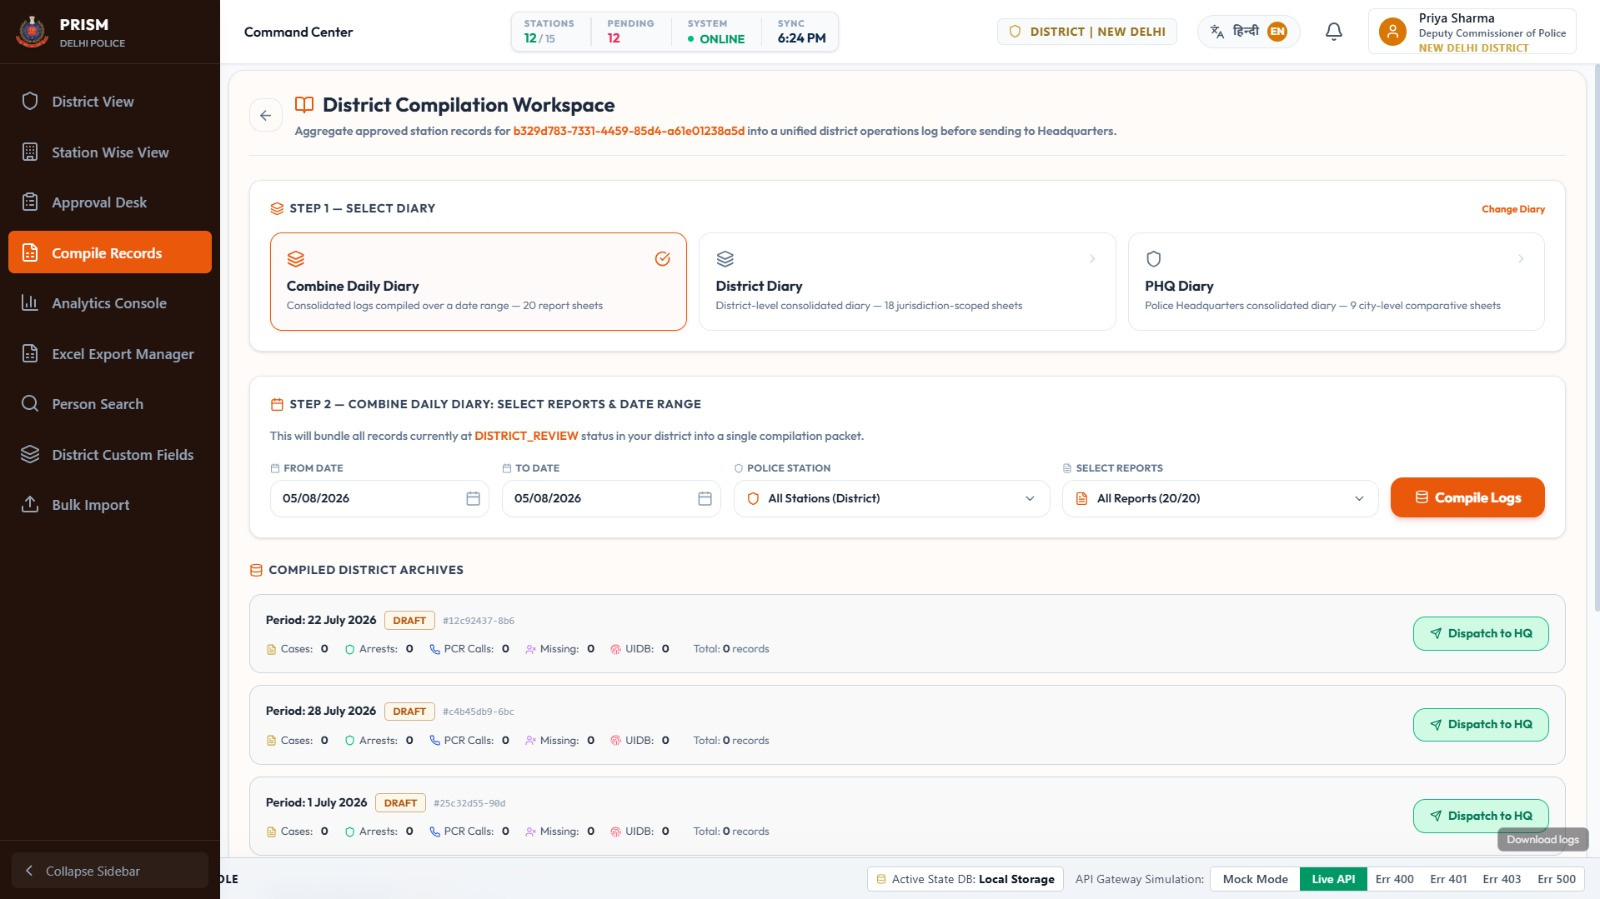 PRISM
DELHI POLICE
District View
Station Wise View
Approval Desk
Compile Records
Analytics Console
Excel Export Manager
Person Search
District Custom Fields
Bulk Import
Collapse Sidebar
Command Center
STATIONS
12 / 15
PENDING
12
SYSTEM
ONLINE
SYNC
6:24 PM
DISTRICT | NEW DELHI
हिन्दी EN
Priya Sharma
Deputy Commissioner of Police
NEW DELHI DISTRICT
District Compilation Workspace
Aggregate approved station records for b329d783-7331-4459-85d4-a61e01238a5d into a unified district operations log before sending to Headquarters.
STEP 1 — SELECT DIARY
Change Diary
Combine Daily Diary
Consolidated logs compiled over a date range — 20 report sheets
District Diary
District-level consolidated diary — 18 jurisdiction-scoped sheets
PHQ Diary
Police Headquarters consolidated diary — 9 city-level comparative sheets
STEP 2 — COMBINE DAILY DIARY: SELECT REPORTS & DATE RANGE
This will bundle all records currently at DISTRICT_REVIEW status in your district into a single compilation packet.
FROM DATE
05/08/2026
TO DATE
05/08/2026
POLICE STATION
All Stations (District)
SELECT REPORTS
All Reports (20/20)
Compile Logs
COMPILED DISTRICT ARCHIVES
Period: 22 July 2026 DRAFT #12c92437-8b6
Cases: 0 Arrests: 0 PCR Calls: 0 Missing: 0 UIDB: 0 Total: 0 records
Dispatch to HQ
Period: 28 July 2026 DRAFT #c4b45db9-6bc
Cases: 0 Arrests: 0 PCR Calls: 0 Missing: 0 UIDB: 0 Total: 0 records
Dispatch to HQ
Period: 1 July 2026 DRAFT #25c32d55-90d
Cases: 0 Arrests: 0 PCR Calls: 0 Missing: 0 UIDB: 0 Total: 0 records
Dispatch to HQ
Download logs
OLE
Active State DB: Local Storage
API Gateway Simulation: Mock Mode Live API Err 400 Err 401 Err 403 Err 500